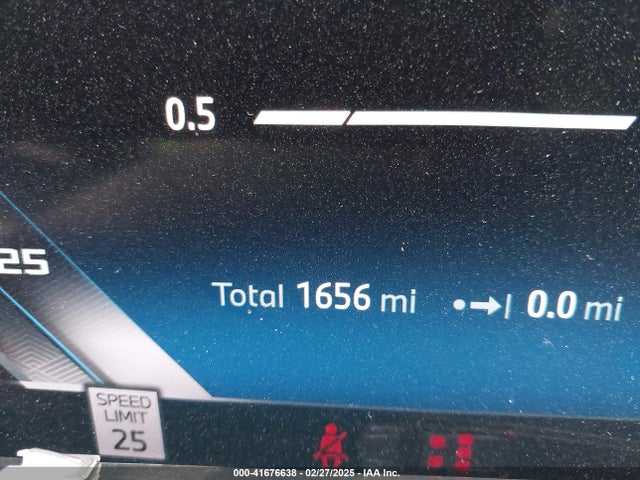 0.5
25
Total 1656 mi 0.0 mi
SPEED
LIMIT
25
000-41676638 - 02/27/2025 - IAA Inc.